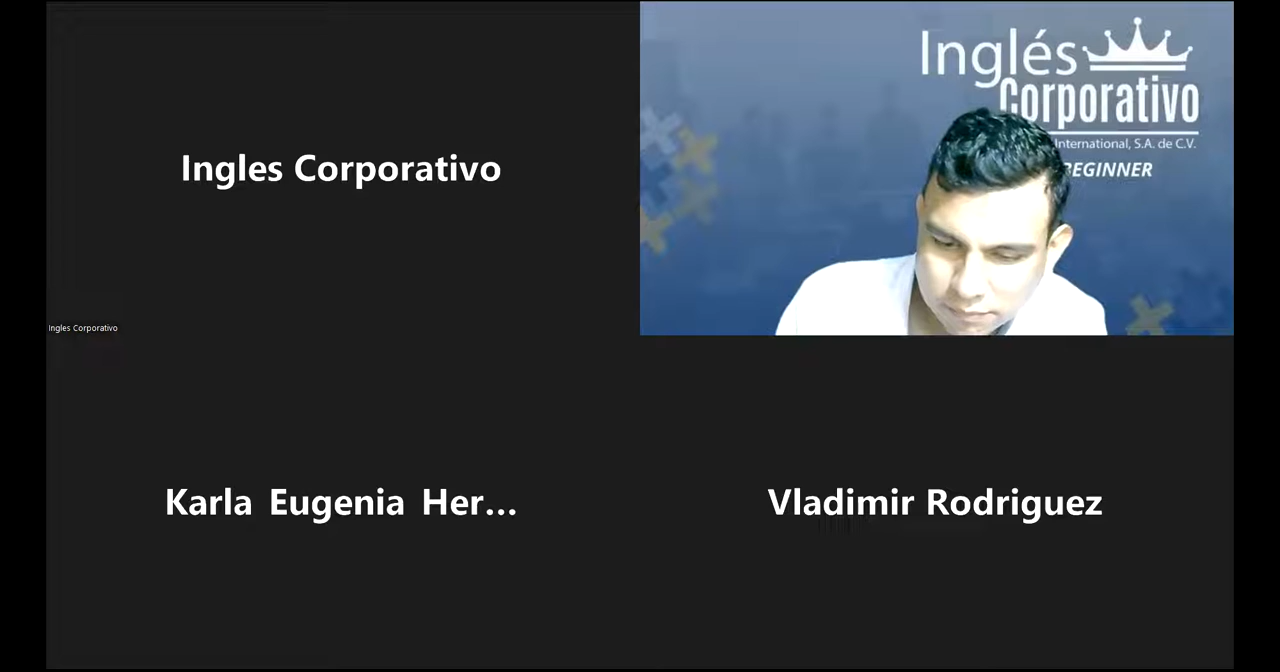 Ingles Corporativo
Inglés
Corporativo
International, S.A. de C.V.
BEGINNER
Ingles Corporativo
Karla Eugenia Her...
Vladimir Rodriguez